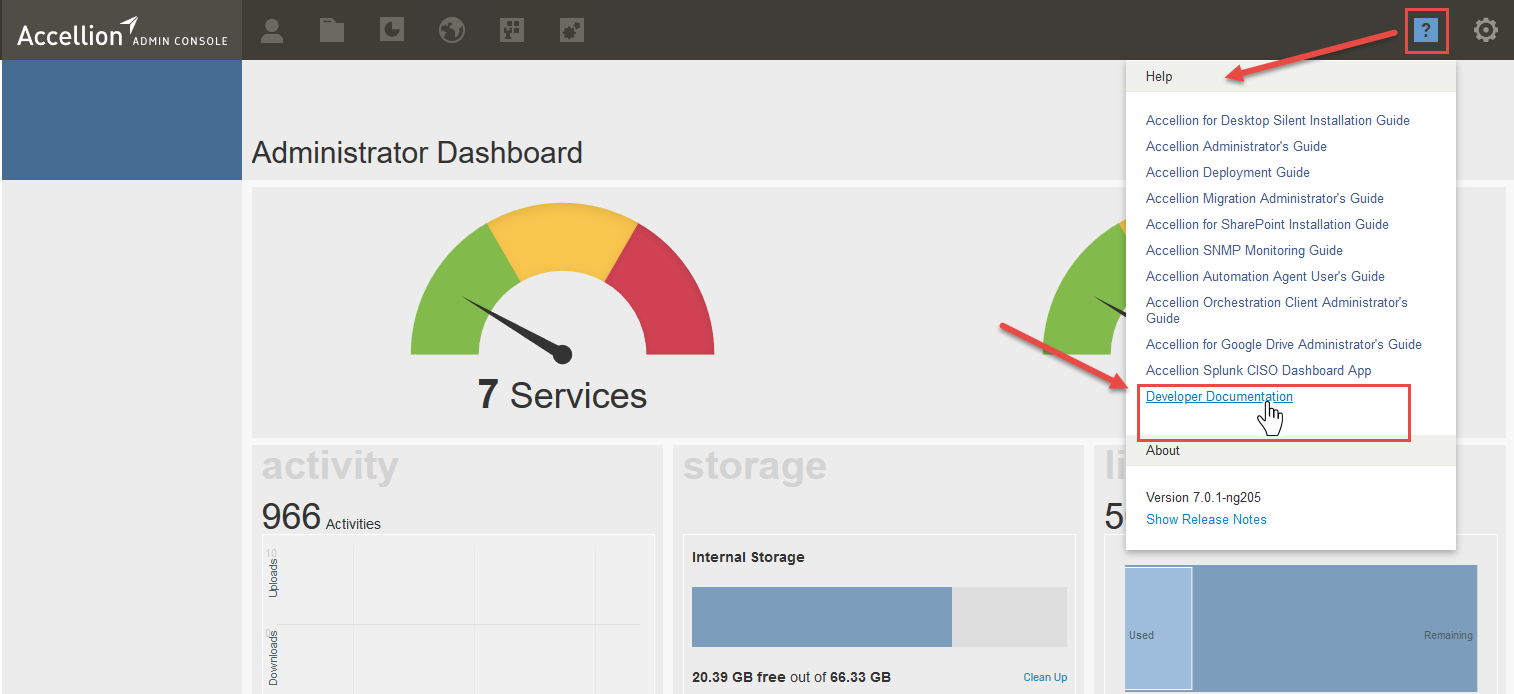 Accellion ADMIN CONSOLE
?
Help
Accellion for Desktop Silent Installation Guide
Accellion Administrator's Guide
Accellion Deployment Guide
Accellion Migration Administrator's Guide
Accellion for SharePoint Installation Guide
Accellion SNMP Monitoring Guide
Accellion Automation Agent User's Guide
Accellion Orchestration Client Administrator's
Guide
Accellion for Google Drive Administrator's Guide
Accellion Splunk CISO Dashboard App
Developer Documentation
About
Version 7.0.1-ng205
Show Release Notes
Administrator Dashboard
7 Services
activity
966 Activities
10
Uploads
0
Downloads
storage
Internal Storage
20.39 GB free out of 66.33 GB
Clean Up
li
5
Used
Remaining